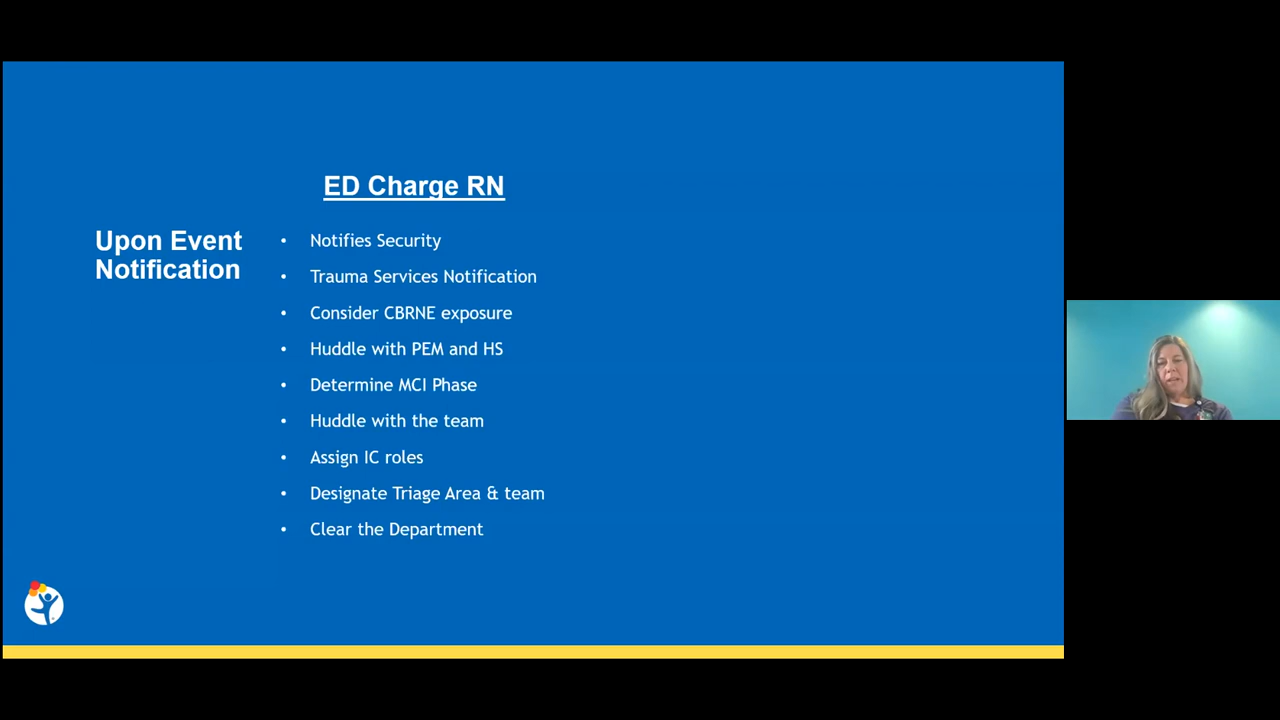 ED Charge RN
Upon Event
Notification
• Notifies Security
• Trauma Services Notification
• Consider CBRNE exposure
• Huddle with PEM and HS
• Determine MCI Phase
• Huddle with the team
• Assign IC roles
• Designate Triage Area & team
• Clear the Department